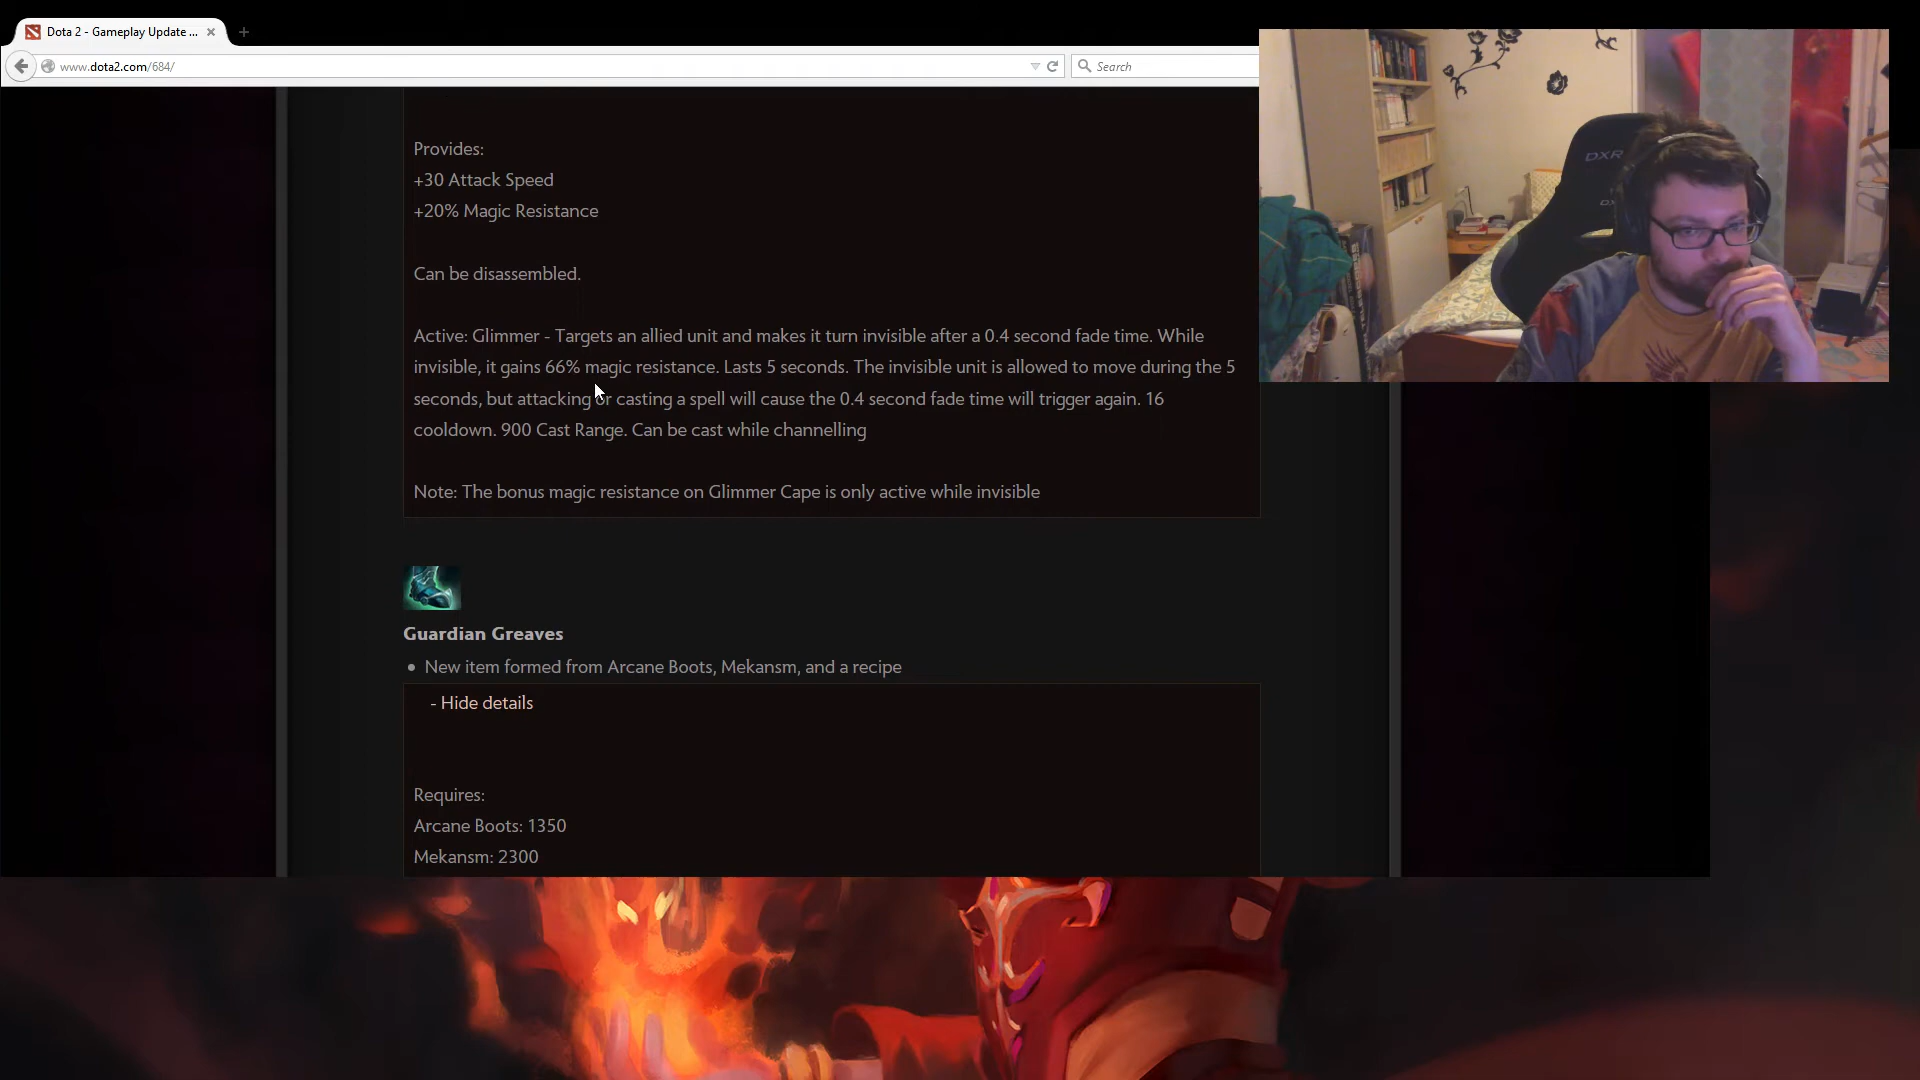 Dota 2 - Gameplay Update ...
www.dota2.com/684/
Search
Provides:
+30 Attack Speed
+20% Magic Resistance
Can be disassembled.
Active: Glimmer - Targets an allied unit and makes it turn invisible after a 0.4 second fade time. While
invisible, it gains 66% magic resistance. Lasts 5 seconds. The invisible unit is allowed to move during the 5
seconds, but attacking or casting a spell will cause the 0.4 second fade time will trigger again. 16
cooldown. 900 Cast Range. Can be cast while channelling
Note: The bonus magic resistance on Glimmer Cape is only active while invisible
Guardian Greaves
• New item formed from Arcane Boots, Mekansm, and a recipe
- Hide details
Requires:
Arcane Boots: 1350
Mekansm: 2300
DXR